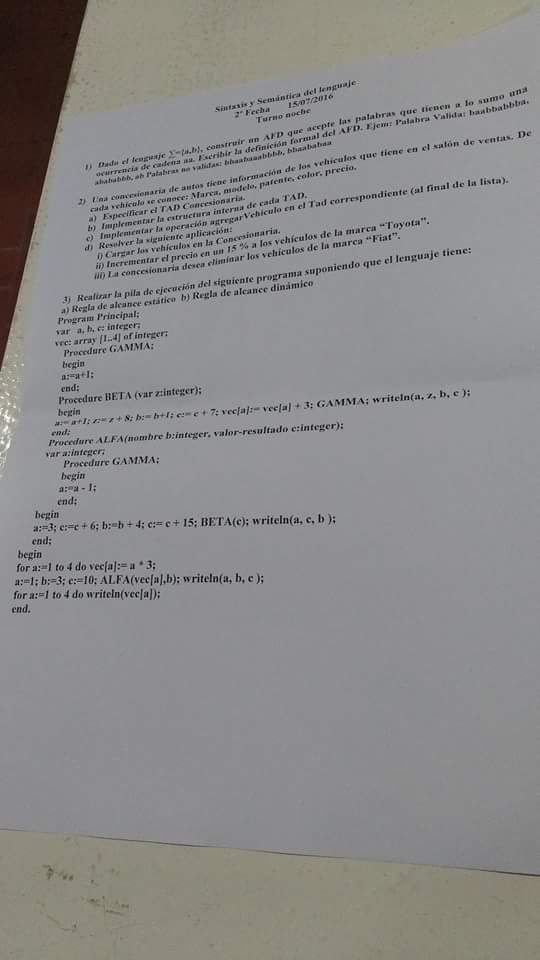 Sintaxis y Semántica del lenguaje
2º Fecha 15/07/2016
Turno noche
1) Dado el lenguaje ∑={a,b}, construir un AFD que acepte las palabras que tienen a lo sumo una
ocurrencia de cadena aa. Escribir la definición formal del AFD. Ejem: Palabra Valida: baabbabbba,
abababbb, ab Palabras no validas: bbaabaaabbbb, bbaababaa
2) Una concesionaria de autos tiene información de los vehículos que tiene en el salón de ventas. De
cada vehículo se conoce: Marca, modelo, patente, color, precio.
a) Especificar el TAD Concesionaria.
b) Implementar la estructura interna de cada TAD.
c) Implementar la operación agregarVehículo en el Tad correspondiente (al final de la lista).
d) Resolver la siguiente aplicación:
i) Cargar los vehículos en la Concesionaria.
ii) Incrementar el precio en un 15 % a los vehículos de la marca “Toyota”.
iii) La concesionaria desea eliminar los vehículos de la marca “Fiat”.
3) Realizar la pila de ejecución del siguiente programa suponiendo que el lenguaje tiene:
a) Regla de alcance estático b) Regla de alcance dinámico
Program Principal;
var a, b, c: integer;
vec: array [1..4] of integer;
Procedure GAMMA;
begin
a:=a+1;
end;
Procedure BETA (var z:integer);
begin
a:= a+1; z:= z + 8; b:= b+1; c:= c + 7; vec[a]:= vec[a] + 3; GAMMA; writeln(a, z, b, c );
end;
Procedure ALFA(nombre b:integer, valor-resultado c:integer);
var a:integer;
Procedure GAMMA;
begin
a:=a - 1;
end;
begin
a:=3; c:=c + 6; b:=b + 4; c:= c + 15; BETA(c); writeln(a, c, b );
end;
begin
for a:=1 to 4 do vec[a]:= a * 3;
a:=1; b:=3; c:=10; ALFA(vec[a],b); writeln(a, b, c );
for a:=1 to 4 do writeln(vec[a]);
end.